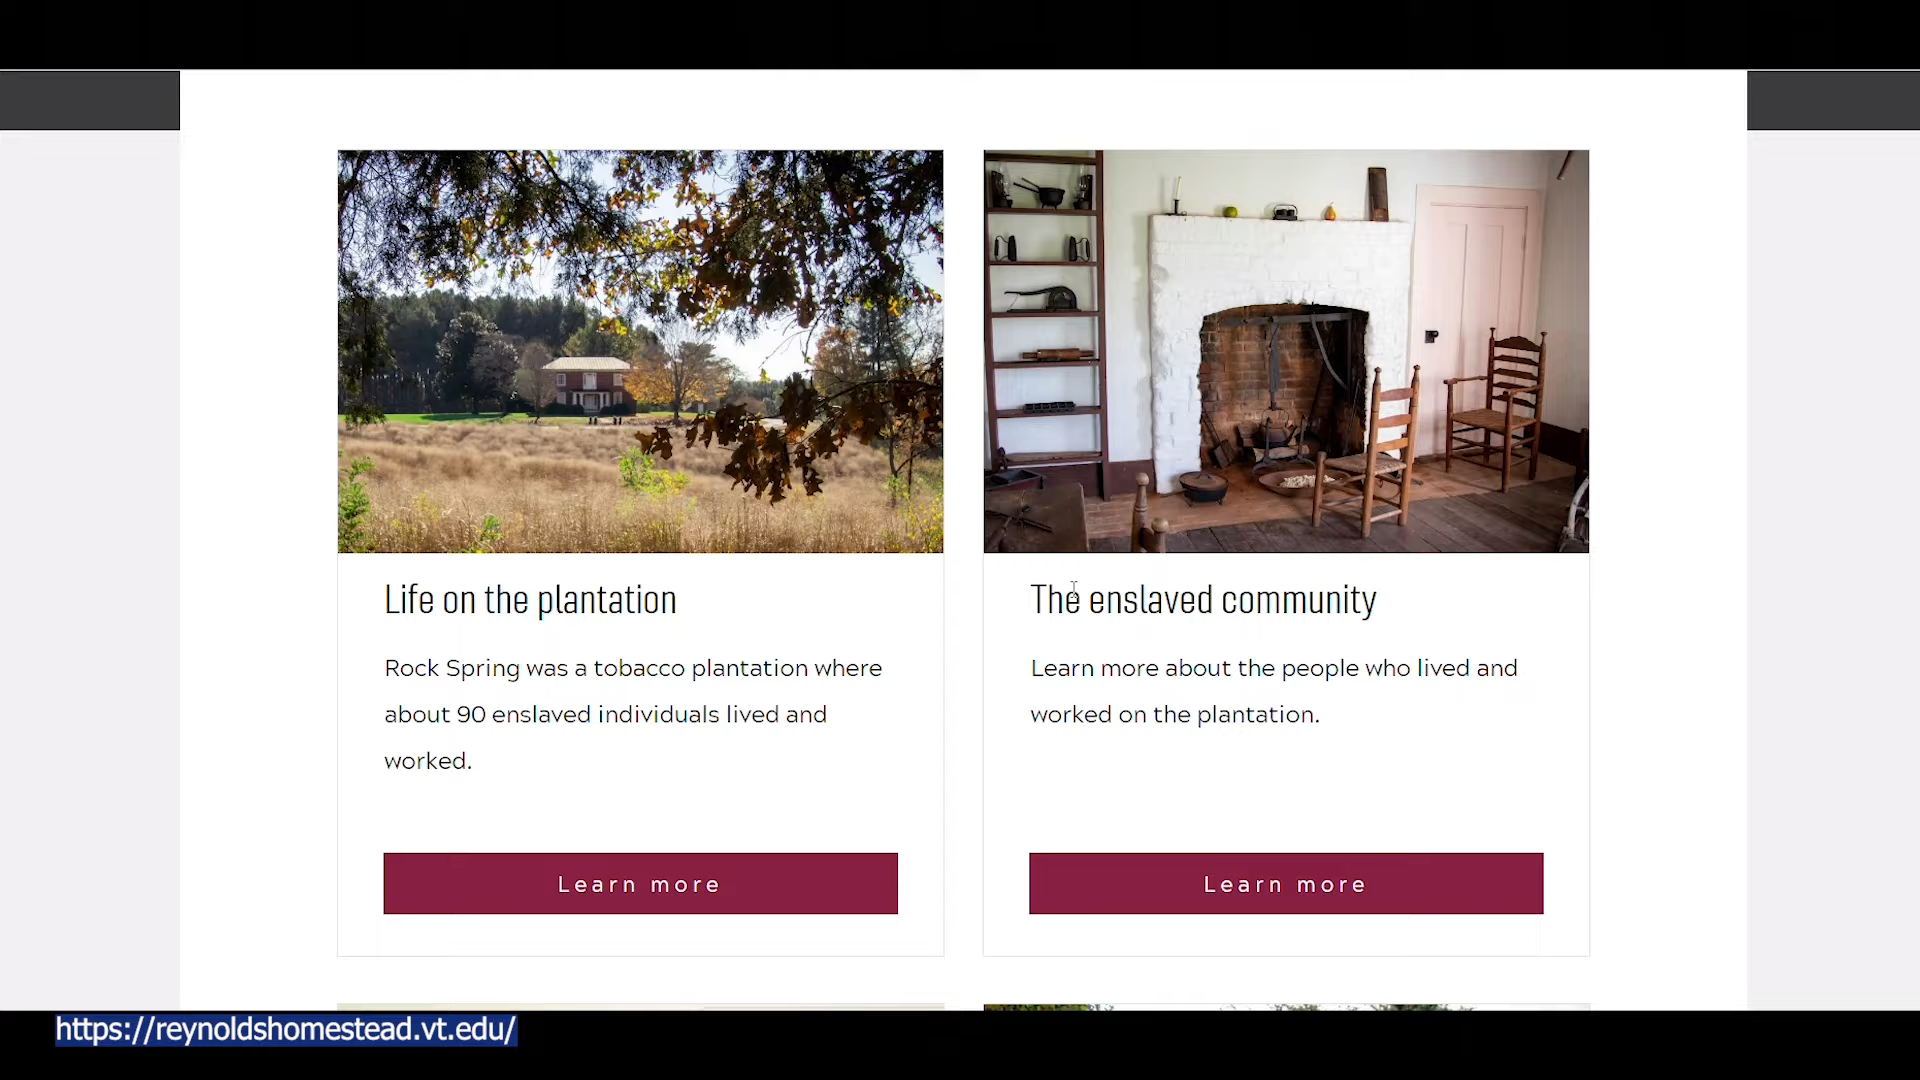 Life on the plantation
Rock Spring was a tobacco plantation where
about 90 enslaved individuals lived and
worked.
Learn more
The enslaved community
Learn more about the people who lived and
worked on the plantation.
Learn more
https://reynoldshomestead.vt.edu/